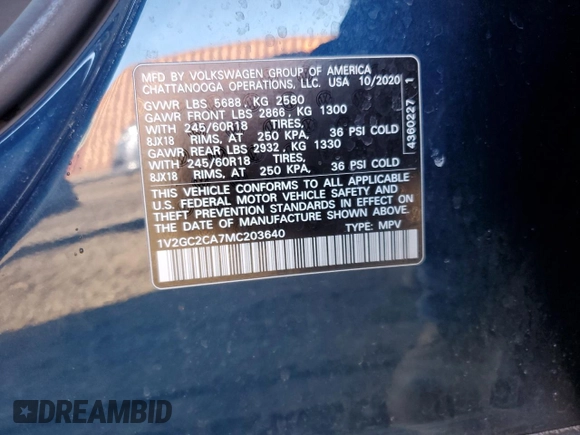 MFD BY VOLKSWAGEN GROUP OF AMERICA
CHATTANOOGA OPERATIONS, LLC. USA 10/2020
GVWR LBS 5688, KG 2580
GAWR FRONT LBS 2866, KG 1300
WITH 245/60R18 TIRES,
8JX18 RIMS, AT 250 KPA, 36 PSI COLD
GAWR REAR LBS 2932, KG 1330
WITH 245/60R18 TIRES,
8JX18 RIMS, AT 250 KPA, 36 PSI COLD
THIS VEHICLE CONFORMS TO ALL APPLICABLE
U.S. FEDERAL MOTOR VEHICLE SAFETY AND
THEFT PREVENTION STANDARDS IN EFFECT ON
THE DATE OF MANUFACTURE SHOWN ABOVE.
1V2GC2CA7MC203640 TYPE: MPV
4360227 1
DREAMBID